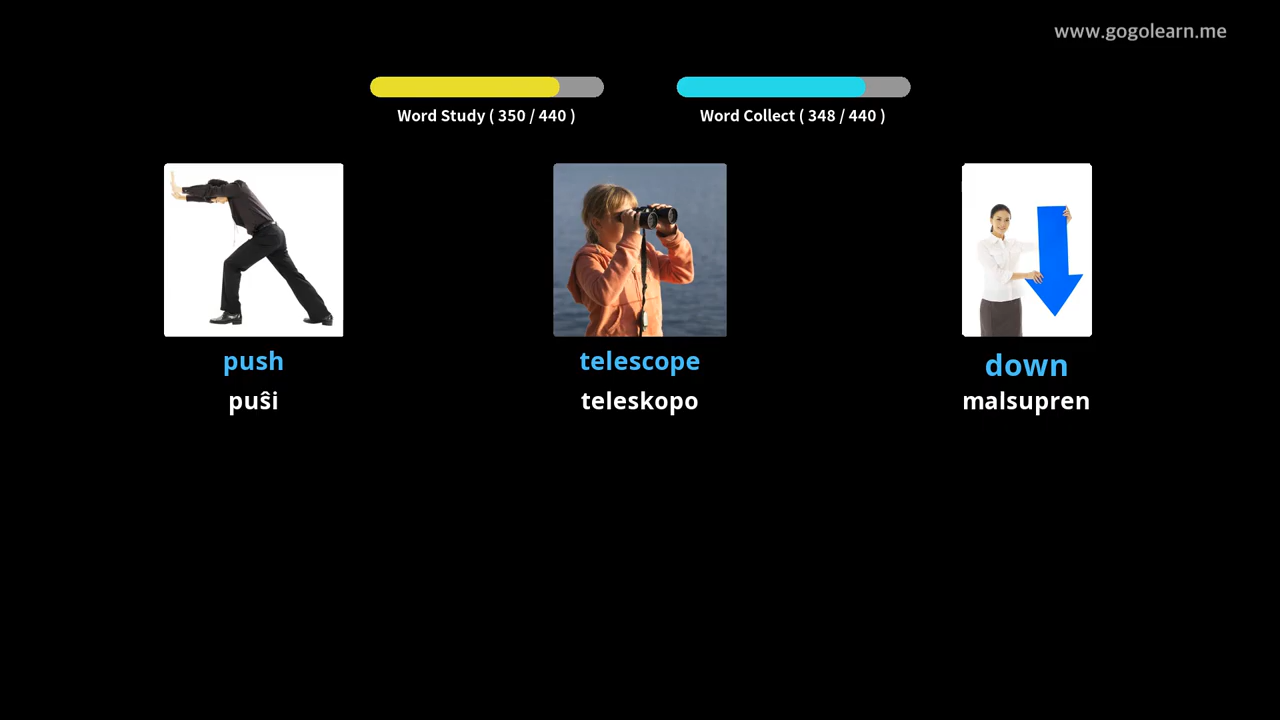 www.gogolearn.me
Word Study ( 350 / 440 )
Word Collect ( 348 / 440 )
push
telescope
down
puŝi
teleskopo
malsupren